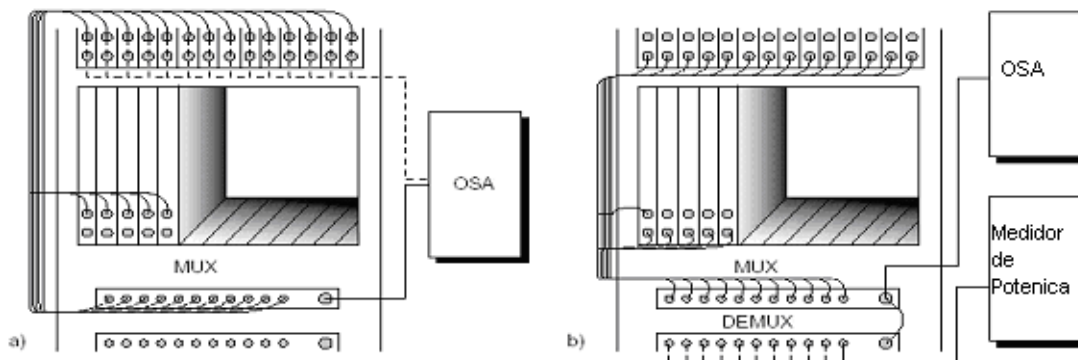 OSA
MUX
a)
OSA
Medidor
de
Potenica
MUX
DEMUX
b)